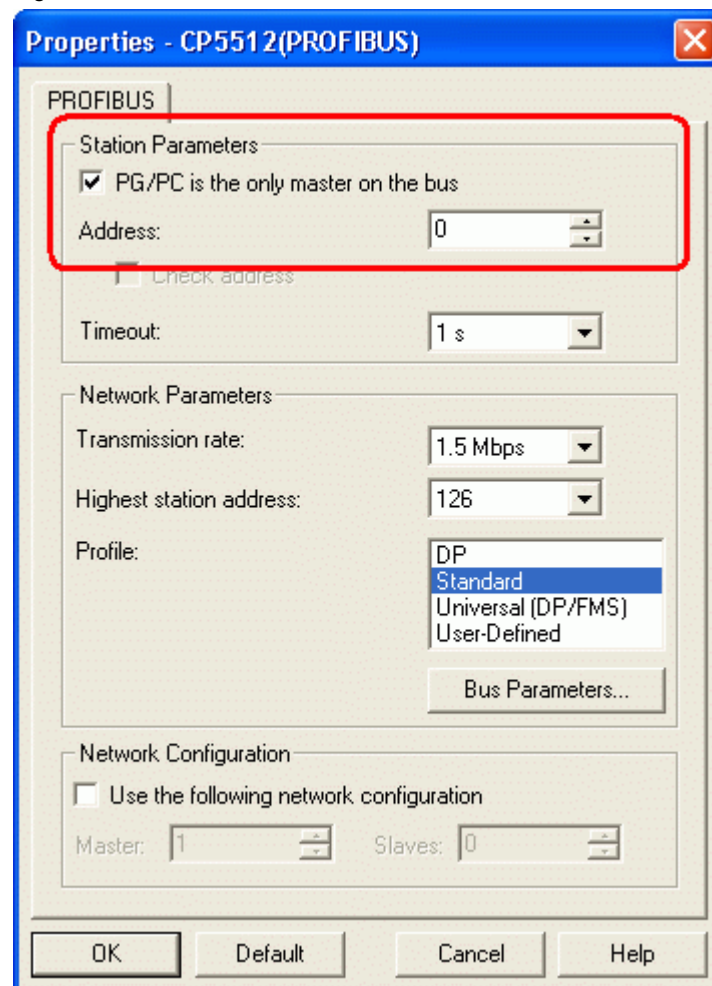 Properties - CP5512(PROFIBUS)
PROFIBUS
Station Parameters
PG/PC is the only master on the bus
Address: 0
Check address
Timeout: 1 s
Network Parameters
Transmission rate: 1.5 Mbps
Highest station address: 126
Profile: DP
Standard
Universal (DP/FMS)
User-Defined
Bus Parameters...
Network Configuration
Use the following network configuration
Master: 1 Slaves: 0
OK Default Cancel Help